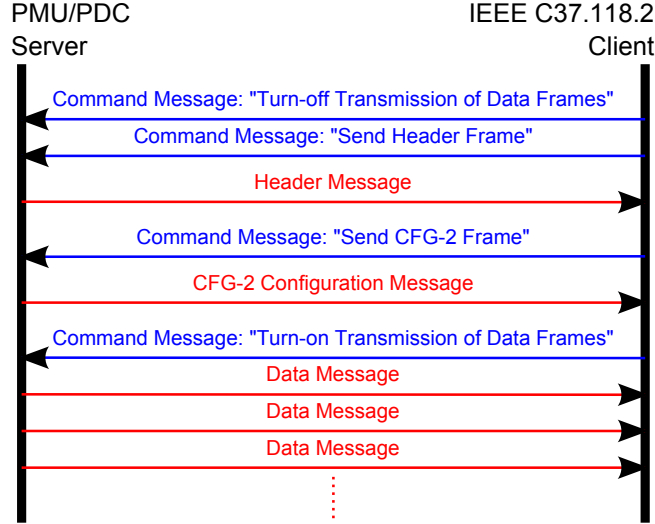 PMU/PDC
Server
IEEE C37.118.2
Client
Command Message: "Turn-off Transmission of Data Frames"
Command Message: "Send Header Frame"
Header Message
Command Message: "Send CFG-2 Frame"
CFG-2 Configuration Message
Command Message: "Turn-on Transmission of Data Frames"
Data Message
Data Message
Data Message